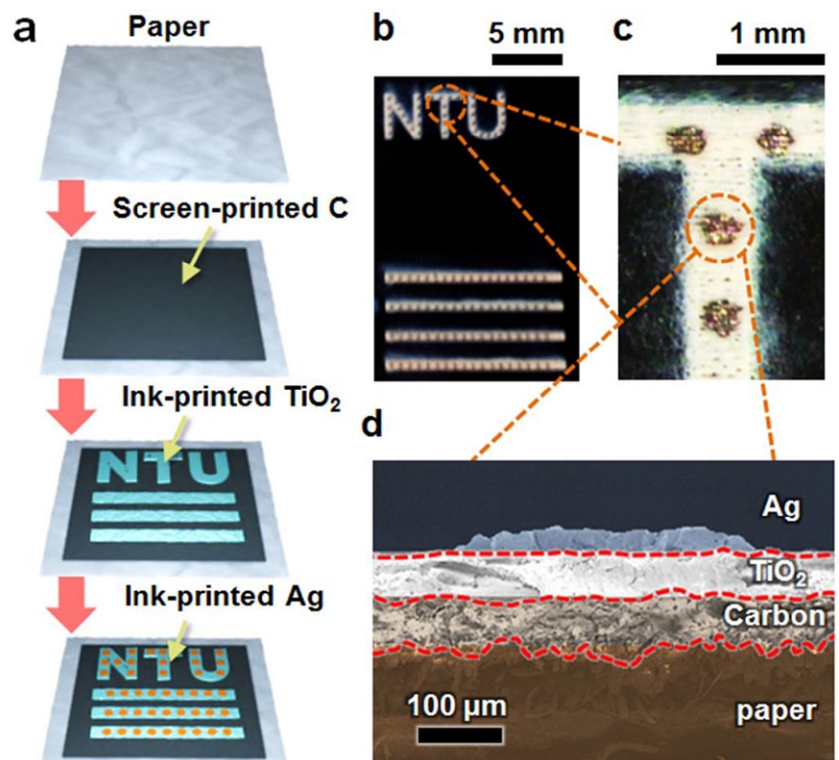 a
Paper
Screen-printed C
Ink-printed TiO₂
NTU
Ink-printed Ag
NTU
b
5 mm
NTU
c
1 mm
d
Ag
TiO₂
Carbon
paper
100 µm